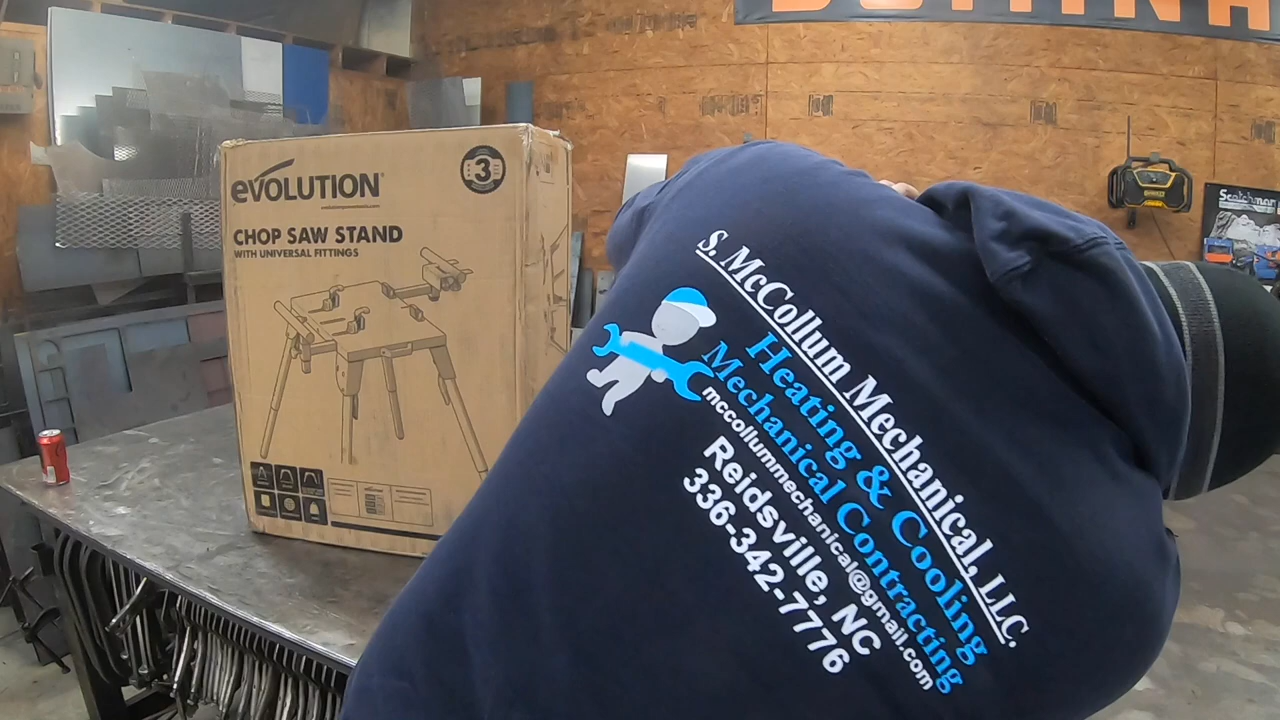 eVOLUTION®
3
CHOP SAW STAND
WITH UNIVERSAL FITTINGS
S. McCollum Mechanical, LLC.
Heating & Cooling
Mechanical Contracting
mccollummechanical@gmail.com
Reidsville, NC
336-342-7776
Scotchman